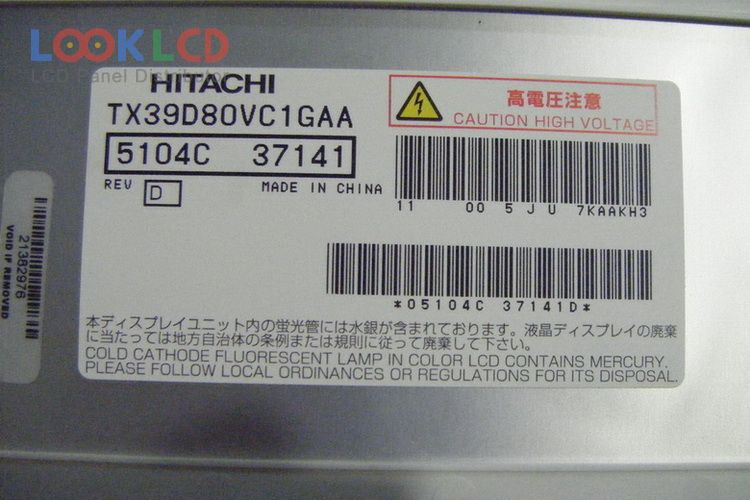 LOOKLCD
LCD Panel Distributor
HITACHI
TX39D80VC1GAA
5104C 37141
REV D MADE IN CHINA
高電圧注意
CAUTION HIGH VOLTAGE
11 00 5 J U 7KAAKH3
*05104C 37141D*
本ディスプレイユニット内の蛍光管には水銀が含まれております。液晶ディスプレイの廃棄
に当たっては地方自治体の条例または規則に従って廃棄して下さい。
COLD CATHODE FLUORESCENT LAMP IN COLOR LCD CONTAINS MERCURY.
PLEASE FOLLOW LOCAL ORDINANCES OR REGULATIONS FOR ITS DISPOSAL.
21382976
VOID IF REMOVED